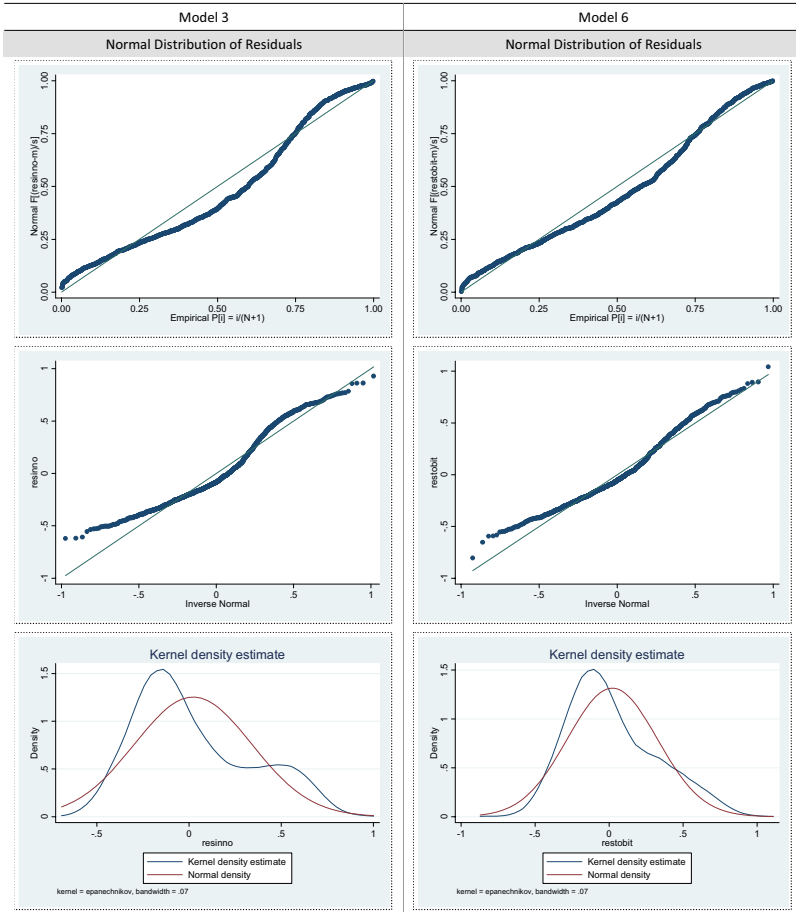 Model 3
Model 6
Normal Distribution of Residuals
Normal Distribution of Residuals
Normal F[(resinno-m)/s]
0.00
0.25
0.50
0.75
1.00
0.00 0.25 0.50 0.75 1.00
Empirical P[i] = i/(N+1)
Normal F[(restobit-m)/s]
0.00
0.25
0.50
0.75
1.00
0.00 0.25 0.50 0.75 1.00
Empirical P[i] = i/(N+1)
resinno
-1
-.5
0
.5
1
-1 -.5 0 .5 1
Inverse Normal
restobit
-1
-.5
0
.5
1
-1 -.5 0 .5 1
Inverse Normal
Kernel density estimate
Density
0
.5
1
1.5
-.5 0 .5 1
resinno
Kernel density estimate
Normal density
kernel = epanechnikov, bandwidth = .07
Kernel density estimate
Density
0
.5
1
1.5
-1 -.5 0 .5 1
restobit
Kernel density estimate
Normal density
kernel = epanechnikov, bandwidth = .07